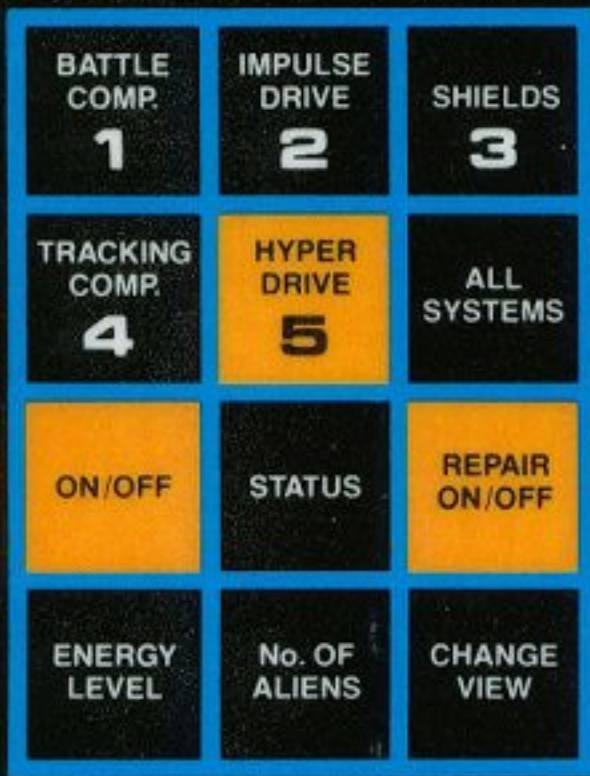 BATTLE
COMP.
1
IMPULSE
DRIVE
2
SHIELDS
3
TRACKING
COMP.
4
HYPER
DRIVE
5
ALL
SYSTEMS
ON/OFF
STATUS
REPAIR
ON/OFF
ENERGY
LEVEL
No. OF
ALIENS
CHANGE
VIEW